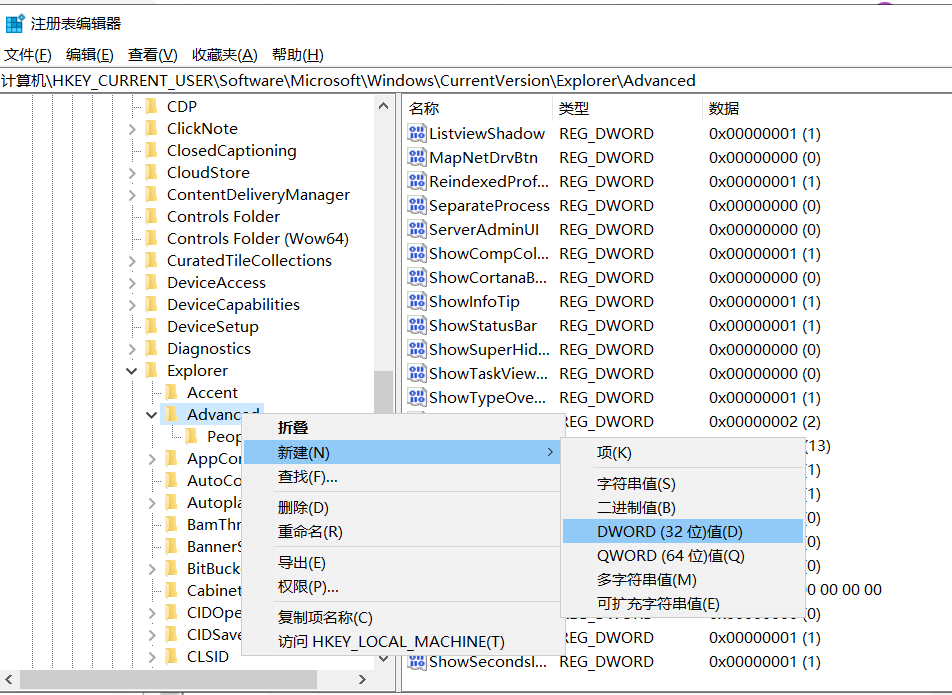 注册表编辑器
文件(F) 编辑(E) 查看(V) 收藏夹(A) 帮助(H)
计算机\HKEY_CURRENT_USER\Software\Microsoft\Windows\CurrentVersion\Explorer\Advanced
CDP
ClickNote
ClosedCaptioning
CloudStore
ContentDeliveryManager
Controls Folder
Controls Folder (Wow64)
CuratedTileCollections
DeviceAccess
DeviceCapabilities
DeviceSetup
Diagnostics
Explorer
Accent
Advanced
Peop
AppCor
AutoCo
Autopla
BamThr
BannerS
BitBuck
Cabinet
CIDOpe
CIDSave
CLSID
名称 类型 数据
ListviewShadow REG_DWORD 0x00000001 (1)
MapNetDrvBtn REG_DWORD 0x00000000 (0)
ReindexedProf... REG_DWORD 0x00000001 (1)
SeparateProcess REG_DWORD 0x00000000 (0)
ServerAdminUI REG_DWORD 0x00000000 (0)
ShowCompCol... REG_DWORD 0x00000001 (1)
ShowCortanaB... REG_DWORD 0x00000000 (0)
ShowInfoTip REG_DWORD 0x00000001 (1)
ShowStatusBar REG_DWORD 0x00000001 (1)
ShowSuperHid... REG_DWORD 0x00000000 (0)
ShowTaskView... REG_DWORD 0x00000000 (0)
ShowTypeOve... REG_DWORD 0x00000001 (1)
REG_DWORD 0x00000002 (2)
(13)
(1)
(1)
(0)
(0)
(0)
00 00 00 00
(0)
REG_DWORD 0x00000001 (1)
ShowSecondsI... REG_DWORD 0x00000001 (1)
折叠
新建(N)
查找(F)...
删除(D)
重命名(R)
导出(E)
权限(P)...
复制项名称(C)
访问 HKEY_LOCAL_MACHINE(T)
项(K)
字符串值(S)
二进制值(B)
DWORD (32 位)值(D)
QWORD (64 位)值(Q)
多字符串值(M)
可扩充字符串值(E)